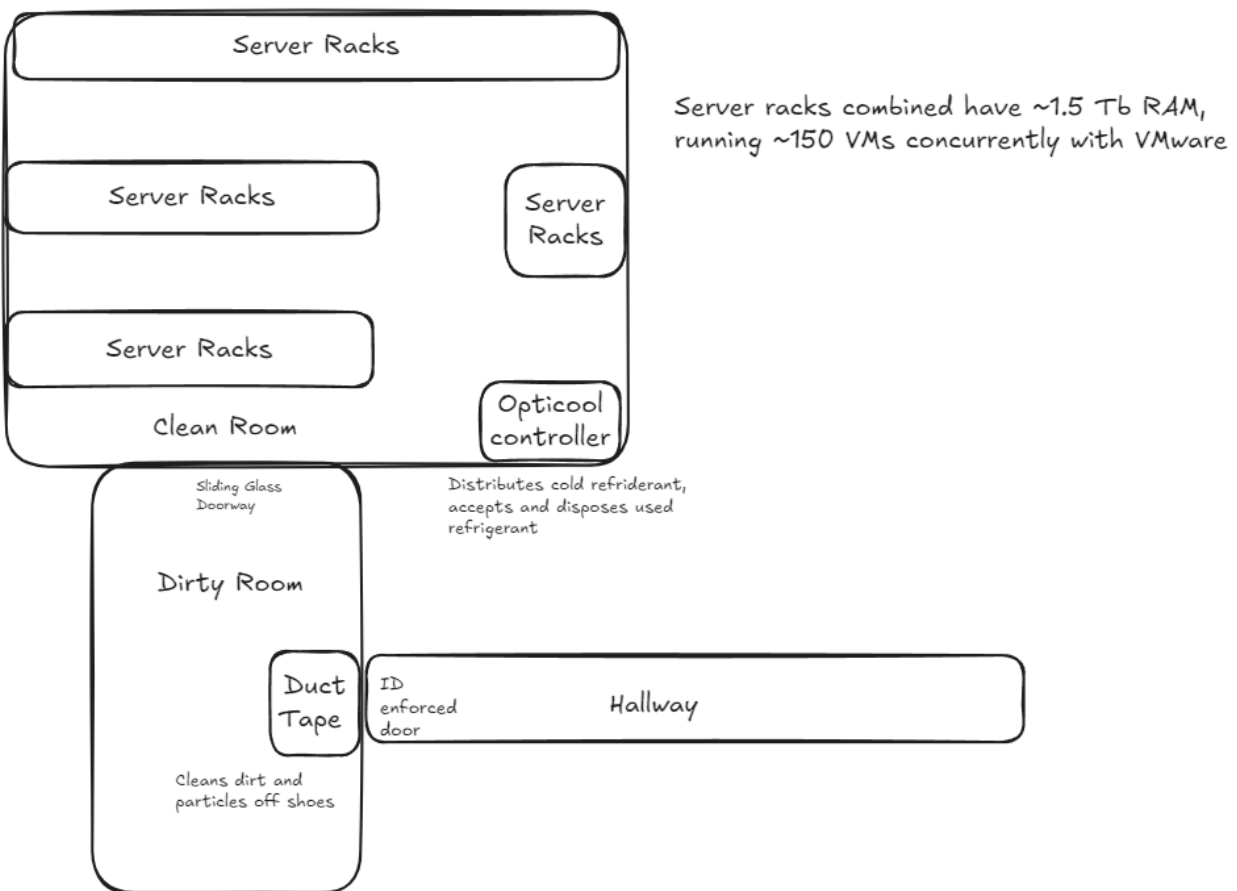 Server Racks
Server racks combined have ~1.5 Tb RAM,
running ~150 VMs concurrently with VMware
Server Racks
Server
Racks
Server Racks
Clean Room
Opticool
controller
Sliding Glass
Doorway
Distributes cold refriderant,
accepts and disposes used
refrigerant
Dirty Room
Duct
Tape
ID
enforced
door
Hallway
Cleans dirt and
particles off shoes